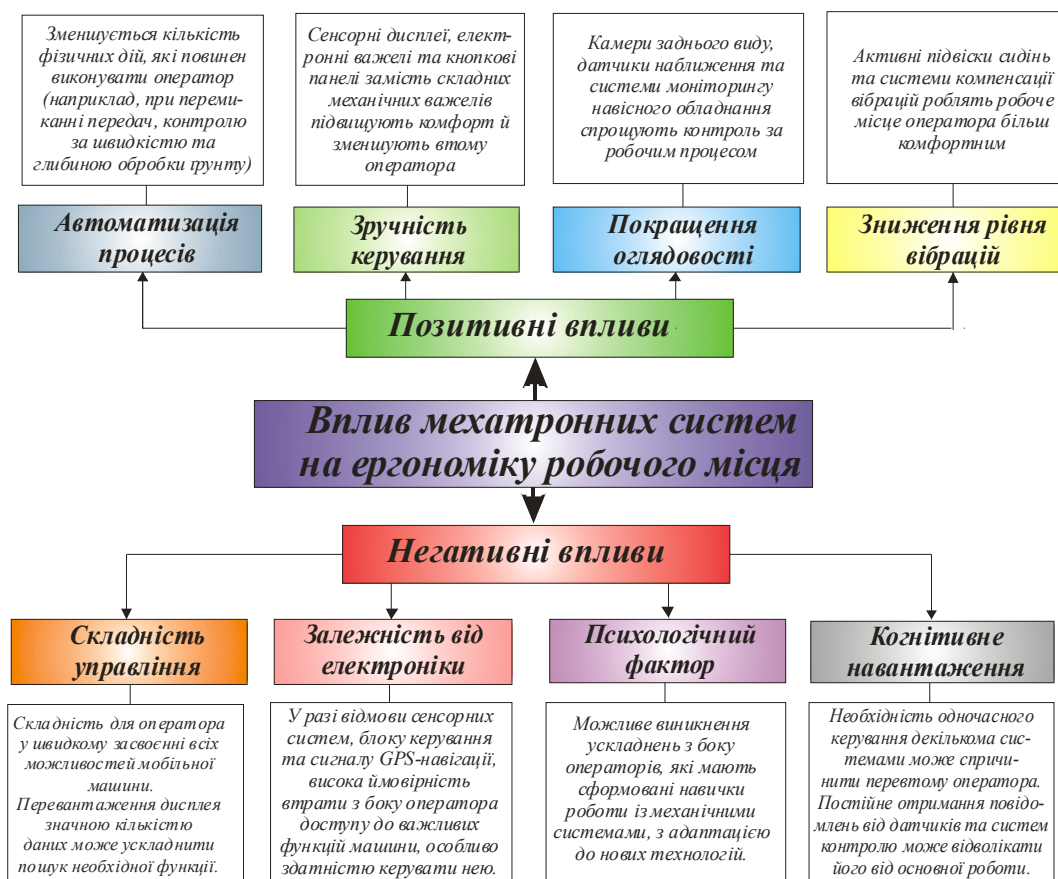 Зменшується кількість
фізичних дій, які повинен
виконувати оператор
(наприклад, при переми-
канні передач, контролю
за швидкістю та
глибиною обробки ґрунту)
Сенсорні дисплеї, елект-
ронні важелі та кнопкові
панелі замість складних
механічних важелів
підвищують комфорт й
зменшують втому
оператора
Камери заднього виду,
датчики наближення та
системи моніторингу
навісного обладнання
спрощують контроль за
робочим процесом
Активні підвіски сидінь
та системи компенсації
вібрацій роблять робоче
місце оператора більш
комфортним
Автоматизація
процесів
Зручність
керування
Покращення
оглядовості
Зниження рівня
вібрацій
Позитивні впливи
Вплив мехатронних систем
на ергономіку робочого місця
Негативні впливи
Складність
управління
Залежність від
електроніки
Психологічний
фактор
Когнітивне
навантаження
Складність для оператора
у швидкому засвоєнні всіх
можливостей мобільної
машини.
Перевантаження дисплея
значною кількістю
даних може ускладнити
пошук необхідної функції.
У разі відмови сенсорних
систем, блоку керування
та сигналу GPS-навігації,
висока ймовірність
втрати з боку оператора
доступу до важливих
функцій машини, особливо
здатністю керувати нею.
Можливе виникнення
ускладнень з боку
операторів, які мають
сформовані навички
роботи із механічними
системами, з адаптацією
до нових технологій.
Необхідність одночасного
керування декількома сис-
темами може спричи-
нити перевтому оператора.
Постійне отримання повідо-
млень від датчиків та систем
контролю може відволікати
його від основної роботи.